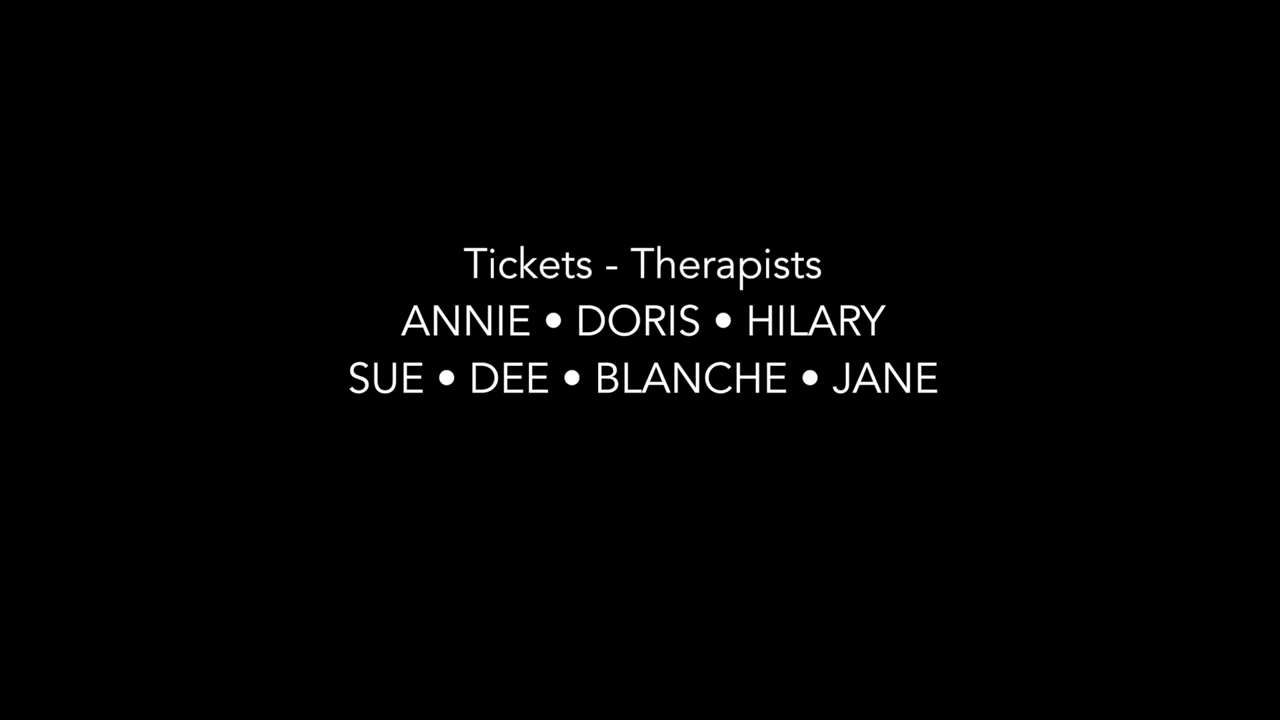 Tickets - Therapists
ANNIE • DORIS • HILARY
SUE • DEE • BLANCHE • JANE